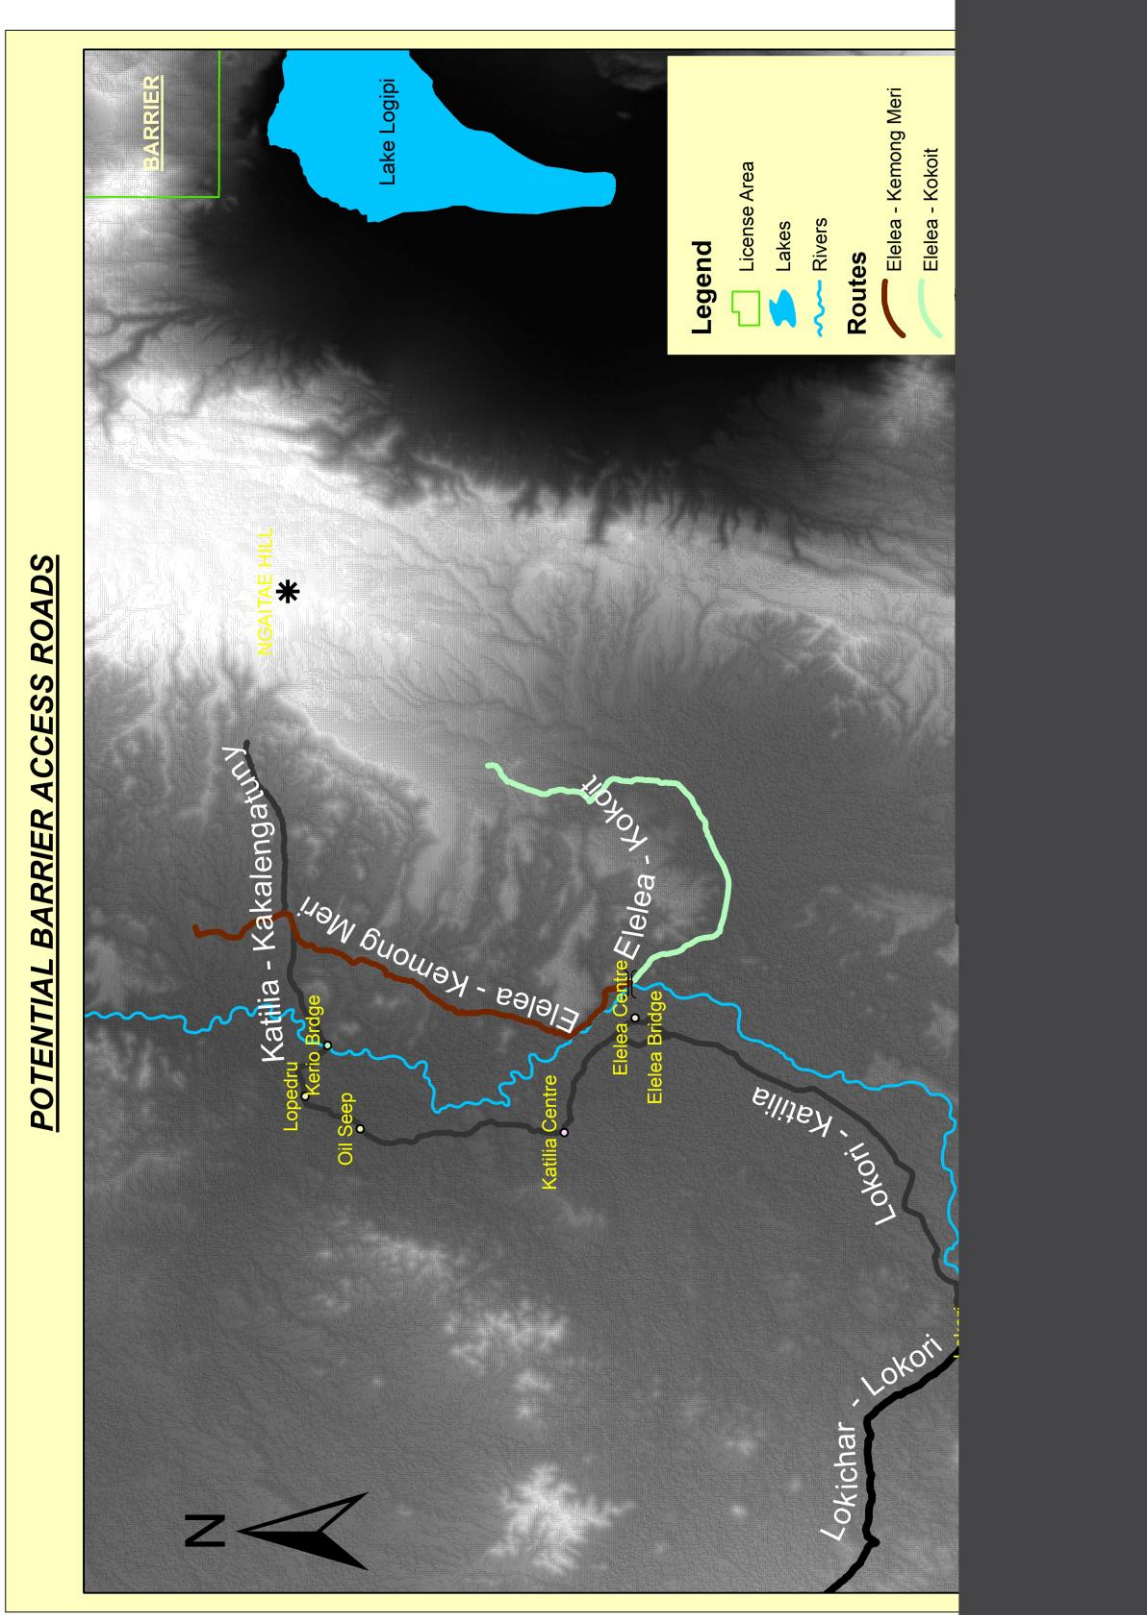 POTENTIAL BARRIER ACCESS ROADS
BARRIER
Lake Logipi
NGAITAE HILL
Katilia - Kakalengatuny
Elelea - Kemong Meri
Elelea - Kokoit
Lopedru
Kerio Brdge
Oil Seep
Katilia Centre
Elelea Centre
Elelea Bridge
Lokori - Katilia
Lokichar - Lokori
N
Legend
License Area
Lakes
Rivers
Routes
Elelea - Kemong Meri
Elelea - Kokoit